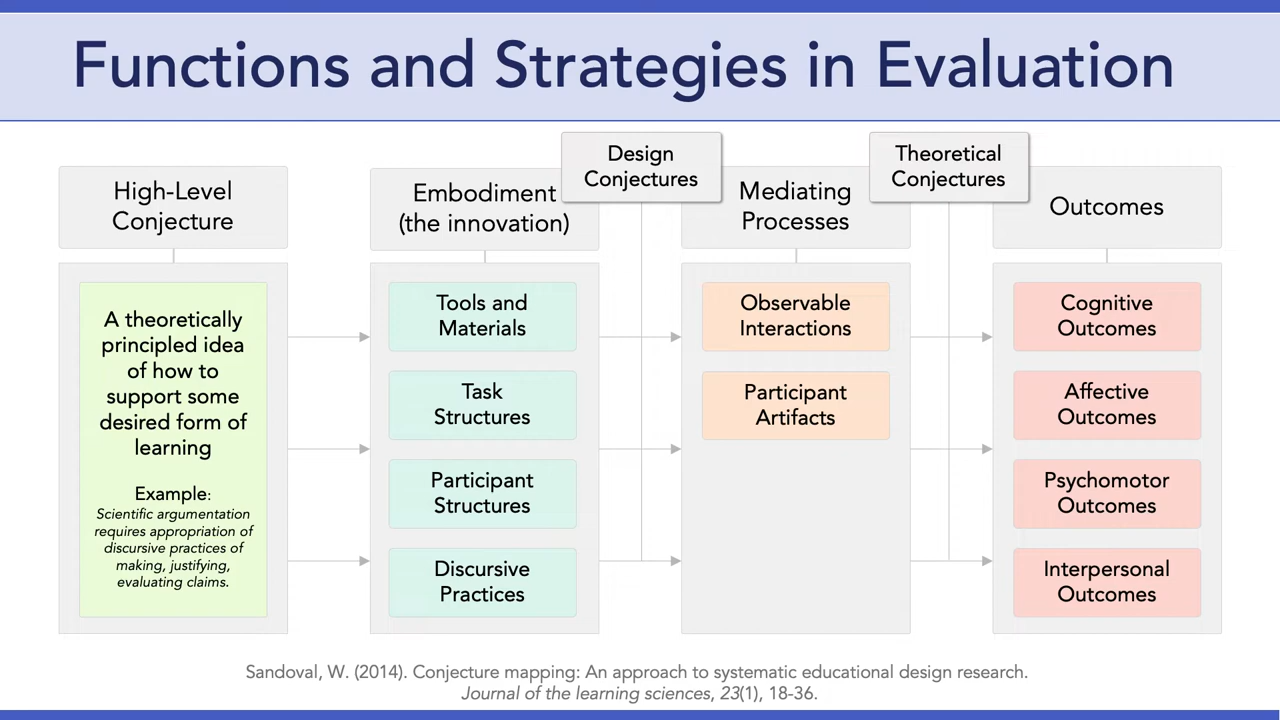 Functions and Strategies in Evaluation
Design
Conjectures
Theoretical
Conjectures
High-Level
Conjecture
Embodiment
(the innovation)
Mediating
Processes
Outcomes
A theoretically
principled idea
of how to
support some
desired form of
learning
Example:
Scientific argumentation
requires appropriation of
discursive practices of
making, justifying,
evaluating claims.
Tools and
Materials
Task
Structures
Participant
Structures
Discursive
Practices
Observable
Interactions
Participant
Artifacts
Cognitive
Outcomes
Affective
Outcomes
Psychomotor
Outcomes
Interpersonal
Outcomes
Sandoval, W. (2014). Conjecture mapping: An approach to systematic educational design research.
Journal of the learning sciences, 23(1), 18-36.